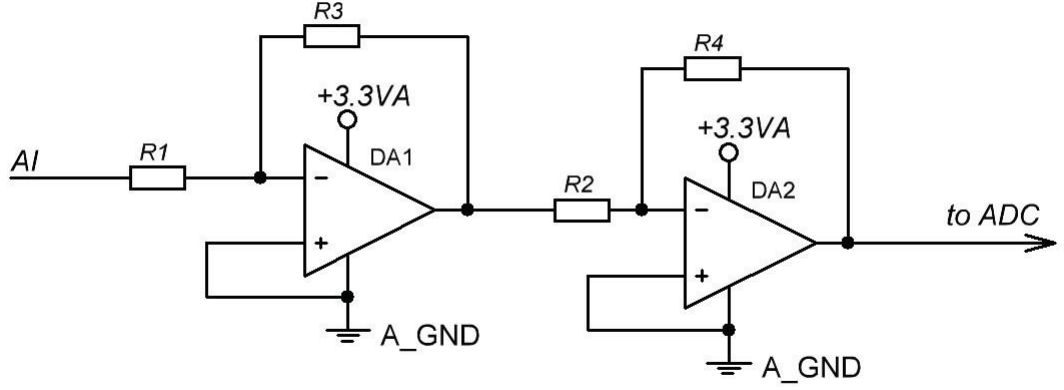 R3
R4
+3.3VA
+3.3VA
AI
R1
DA1
−
+
R2
DA2
−
+
to ADC
A_GND
A_GND